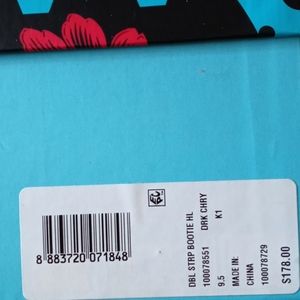 8 883720 071848
DBL STRP BOOTIE HL
100078551 DRK CHRY
9.5 K1
MADE IN:
CHINA
100078729
$178.00